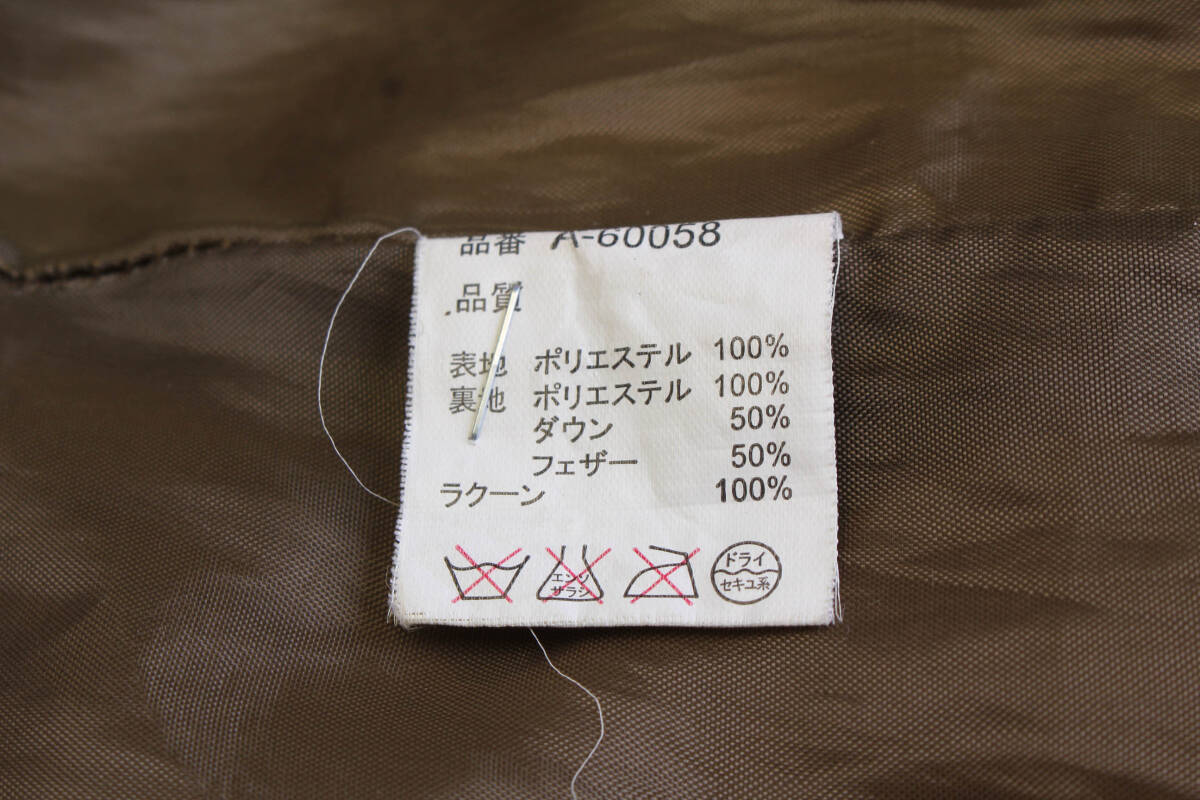 品番 A-60058
品質
表地 ポリエステル 100%
裏地 ポリエステル 100%
ダウン 50%
フェザー 50%
ラクーン 100%
エンソ
サラシ
ドライ
セキユ系